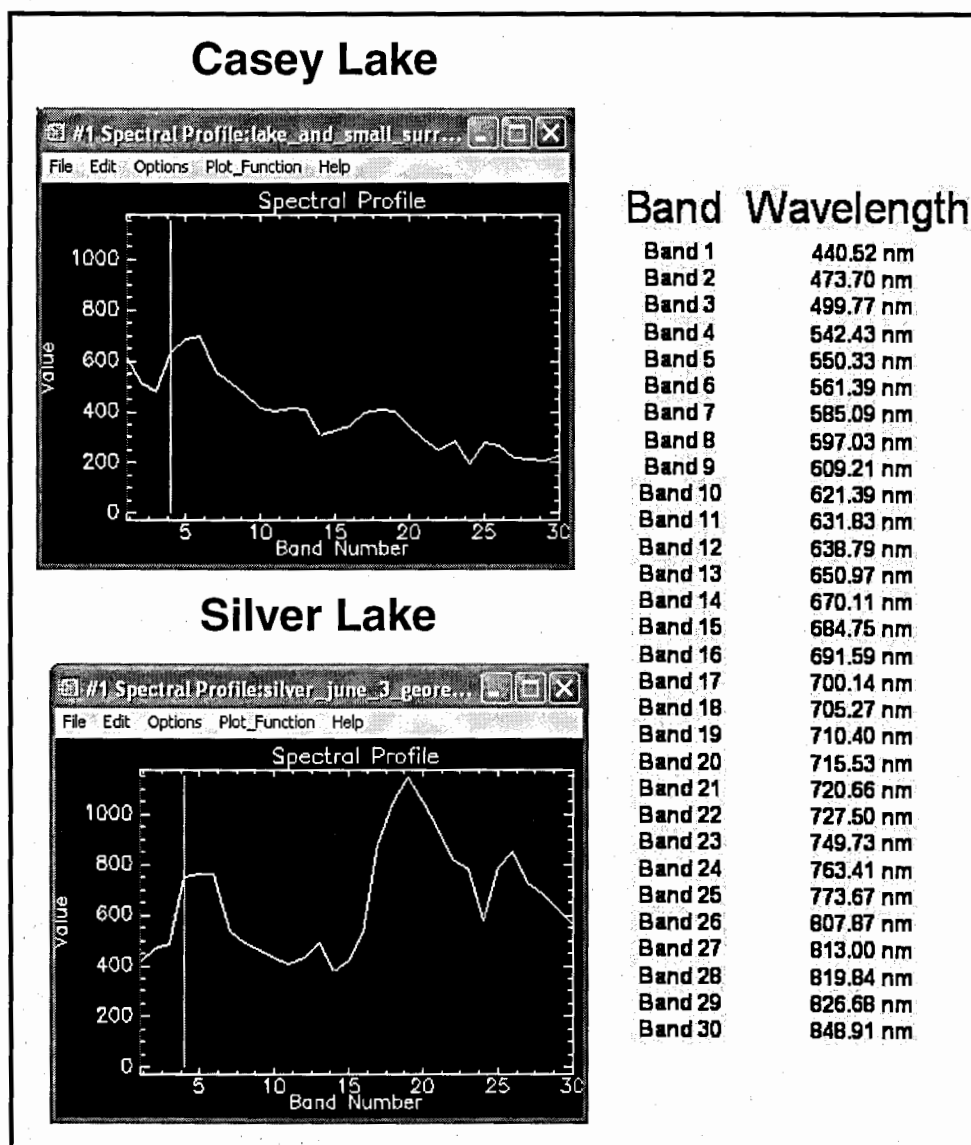 Casey Lake
#1 Spectral Profile:lake_and_small_surr...
File Edit Options Plot_Function Help
Spectral Profile
Value
1000
800
600
400
200
0
5 10 15 20 25 30
Band Number
Silver Lake
#1 Spectral Profile:silver_june_3_geore...
File Edit Options Plot_Function Help
Spectral Profile
Value
1000
800
600
400
200
0
5 10 15 20 25 30
Band Number
Band Wavelength
Band 1 440.52 nm
Band 2 473.70 nm
Band 3 499.77 nm
Band 4 542.43 nm
Band 5 550.33 nm
Band 6 561.39 nm
Band 7 585.09 nm
Band 8 597.03 nm
Band 9 609.21 nm
Band 10 621.39 nm
Band 11 631.83 nm
Band 12 638.79 nm
Band 13 650.97 nm
Band 14 670.11 nm
Band 15 684.75 nm
Band 16 691.59 nm
Band 17 700.14 nm
Band 18 705.27 nm
Band 19 710.40 nm
Band 20 715.53 nm
Band 21 720.66 nm
Band 22 727.50 nm
Band 23 749.73 nm
Band 24 763.41 nm
Band 25 773.67 nm
Band 26 807.87 nm
Band 27 813.00 nm
Band 28 819.84 nm
Band 29 826.68 nm
Band 30 848.91 nm